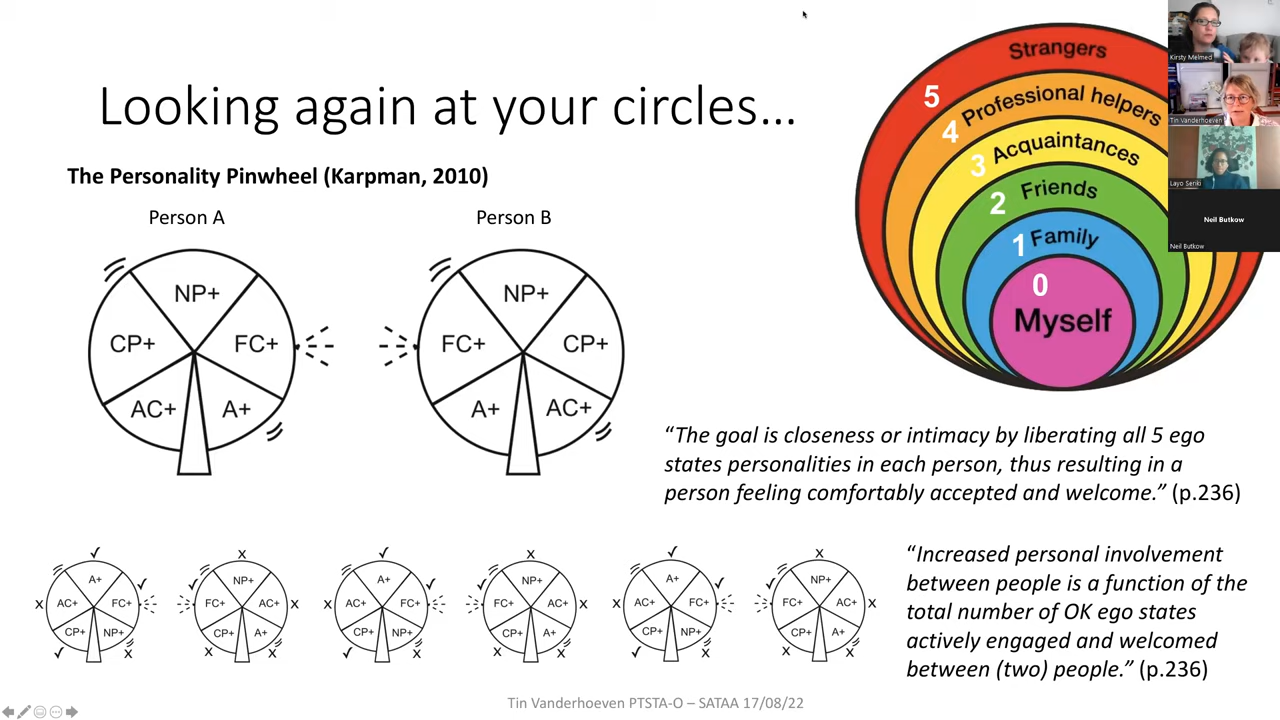 Looking again at your circles…
The Personality Pinwheel (Karpman, 2010)
Person A
Person B
NP+
CP+
FC+
AC+
A+
NP+
FC+
CP+
A+
AC+
5
Strangers
4
Professional helpers
3
Acquaintances
2
Friends
1
Family
0
Myself
Kirsty Melmed
Tin Vanderhoeven
Layo Seriki
Neil Butkow
Neil Butkow
“The goal is closeness or intimacy by liberating all 5 ego
states personalities in each person, thus resulting in a
person feeling comfortably accepted and welcome.” (p.236)
✓
A+
✓
x
AC+
FC+
CP+
NP+
✓
x
x
✓
NP+
FC+
AC+
x
CP+
A+
x
x
✓
A+
✓
x
AC+
FC+
CP+
NP+
✓
x
x
✓
NP+
FC+
AC+
x
CP+
A+
x
x
✓
A+
✓
x
AC+
FC+
CP+
NP+
✓
x
x
✓
NP+
FC+
AC+
x
CP+
A+
x
x
“Increased personal involvement
between people is a function of the
total number of OK ego states
actively engaged and welcomed
between (two) people.” (p.236)
Tin Vanderhoeven PTSTA-O – SATAA 17/08/22